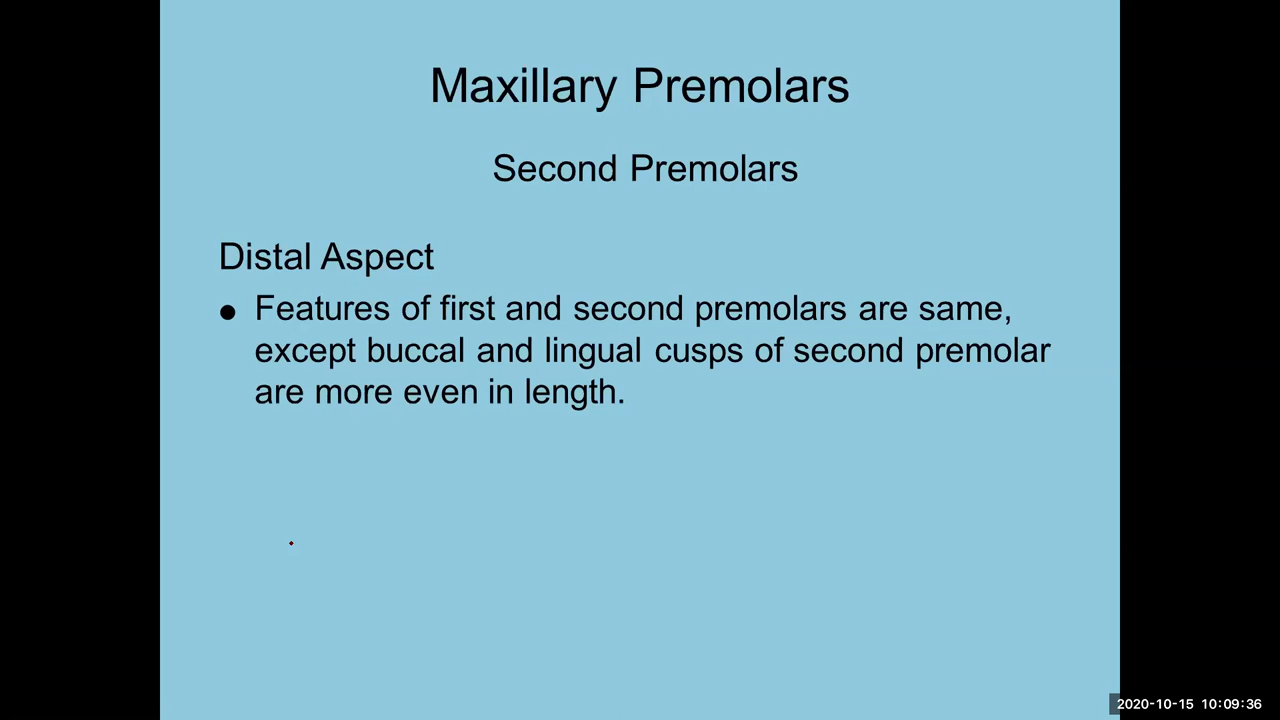 Maxillary Premolars
Second Premolars
Distal Aspect
● Features of first and second premolars are same,
except buccal and lingual cusps of second premolar
are more even in length.
2020-10-15 10:09:36